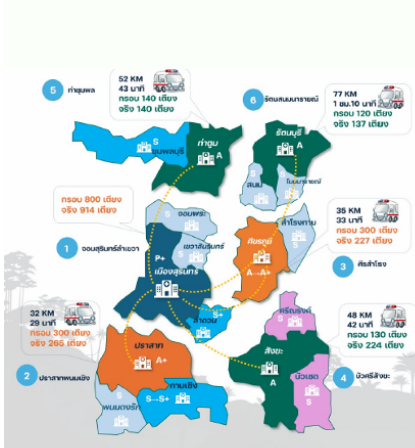 52 KM
43 นาที
กรอบ 140 เตียง
จริง 140 เตียง
5
ท่าชุมพล
6
รัตนสนมนารายณ์
77 KM
1 ชม.10 นาที
กรอบ 120 เตียง
จริง 137 เตียง
S
ชุมพลบุรี
ท่าตูม
A
รัตนบุรี
A
S
สนม
S
โนนนารายณ์
กรอบ 800 เตียง
จริง 914 เตียง
จอมพระ
S
เขวาสินรินทร์
ศีขรภูมิ
A→A+
สำโรงทาบ
S
35 KM
33 นาที
กรอบ 300 เตียง
จริง 227 เตียง
1
P+
เมืองสุรินทร์
3
ศิรสำโรง
S+
ลำดวน
ศรีณรงค์
S
32 KM
29 นาที
กรอบ 300 เตียง
จริง 265 เตียง
48 KM
42 นาที
กรอบ 130 เตียง
จริง 224 เตียง
ปราสาท
A+
สังขะ
A
บัวเชด
S
2
ปราสาทพนมเชิง
4
บัวศรีสังขะ
พนมดงรัก
S
กาบเชิง
S→S+